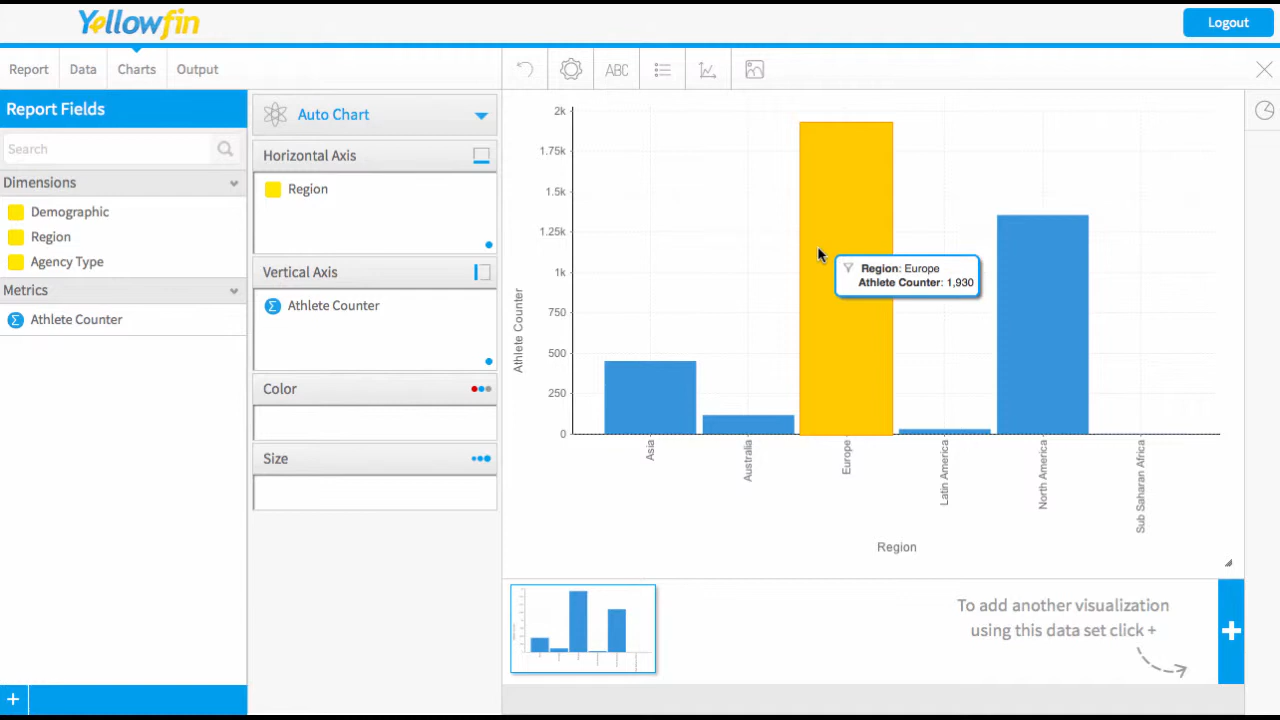 Yellowfin
Logout
Report Data Charts Output
ABC
Report Fields
Search
Dimensions
Demographic
Region
Agency Type
Metrics
Athlete Counter
Auto Chart
Horizontal Axis
Region
Vertical Axis
Athlete Counter
Color
Size
2k
1.75k
1.5k
1.25k
1k
750
500
250
0
Athlete Counter
Region: Europe
Athlete Counter: 1,930
Asia
Australia
Europe
Latin America
North America
Sub Saharan Africa
Region
To add another visualization
using this data set click +